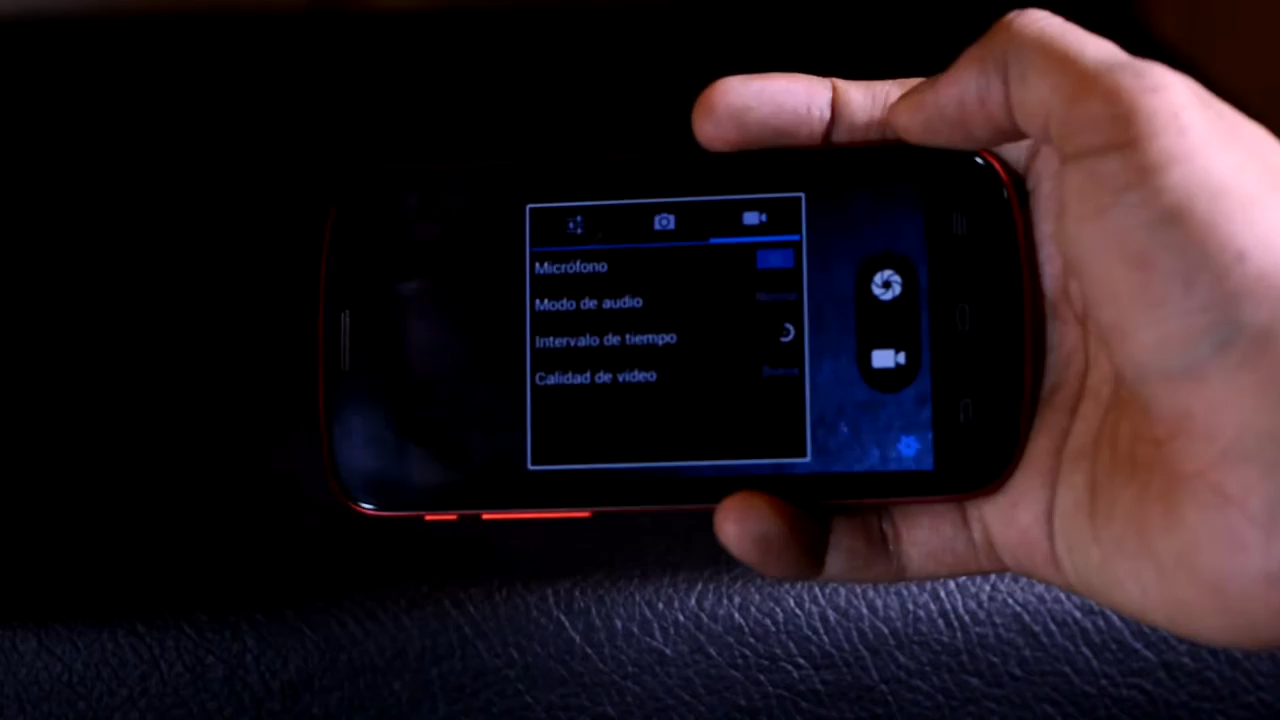 Micrófono
Modo de audio
Intervalo de tiempo
Calidad de video